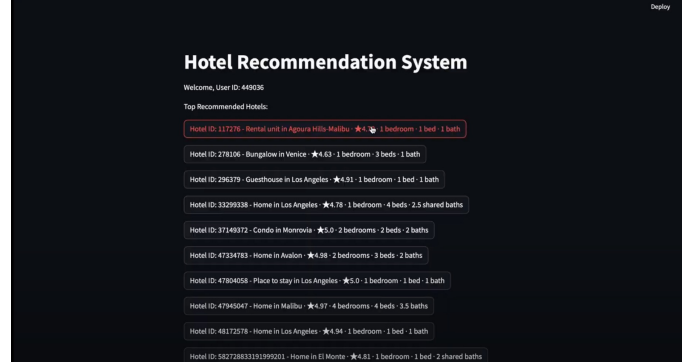 Deploy
Hotel Recommendation System
Welcome, User ID: 449036
Top Recommended Hotels:
Hotel ID: 117276 - Rental unit in Agoura Hills-Malibu · ★4. · 1 bedroom · 1 bed · 1 bath
Hotel ID: 278106 - Bungalow in Venice · ★4.63 · 1 bedroom · 3 beds · 1 bath
Hotel ID: 296379 - Guesthouse in Los Angeles · ★4.91 · 1 bedroom · 1 bed · 1 bath
Hotel ID: 33299338 - Home in Los Angeles · ★4.78 · 1 bedroom · 4 beds · 2.5 shared baths
Hotel ID: 37149372 - Condo in Monrovia · ★5.0 · 2 bedrooms · 2 beds · 2 baths
Hotel ID: 47334783 - Home in Avalon · ★4.98 · 2 bedrooms · 3 beds · 2 baths
Hotel ID: 47804058 - Place to stay in Los Angeles · ★5.0 · 1 bedroom · 1 bed · 1 bath
Hotel ID: 47945047 - Home in Malibu · ★4.97 · 4 bedrooms · 4 beds · 3.5 baths
Hotel ID: 48172578 - Home in Los Angeles · ★4.94 · 1 bedroom · 1 bed · 1 bath
Hotel ID: 582728833191999201 - Home in El Monte · ★4.81 · 1 bedroom · 1 bed · 2 shared baths